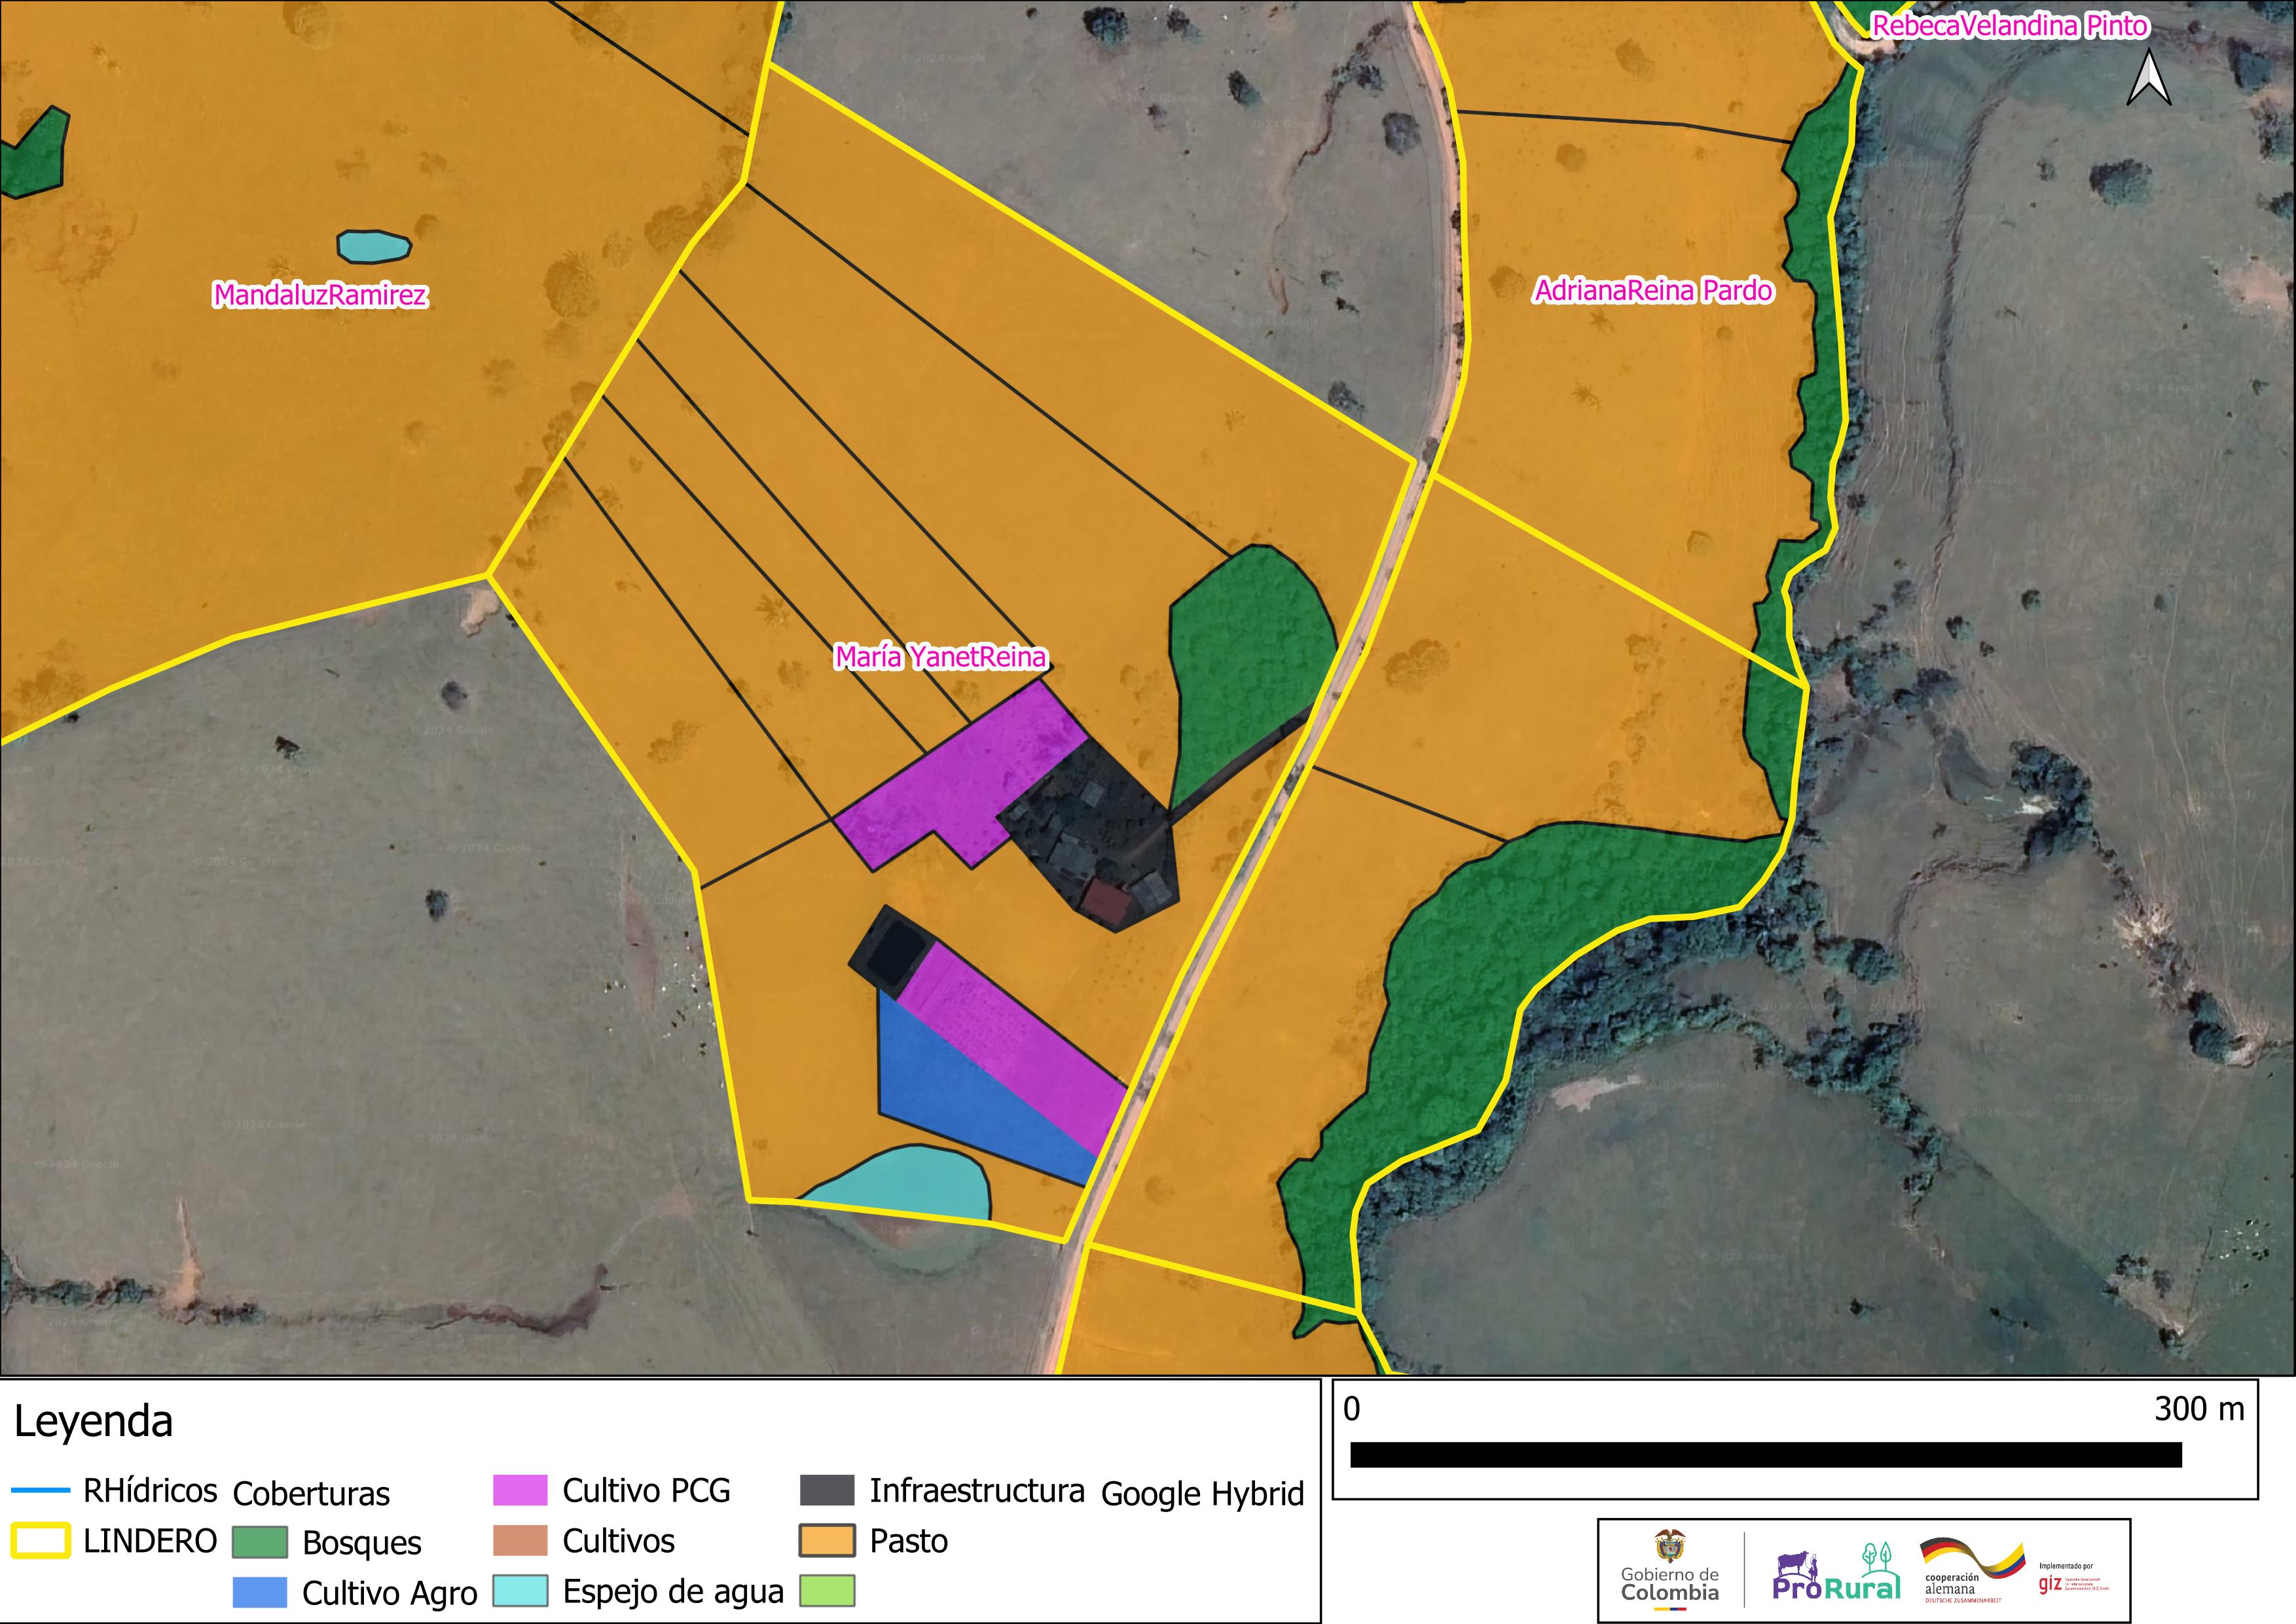 RebecaVelandina Pinto
MandaluzRamirez
AdrianaReina Pardo
María YanetReina
Leyenda
RHídricos
LINDERO
Coberturas
Bosques
Cultivo Agro
Cultivo PCG
Cultivos
Espejo de agua
Infraestructura
Pasto
Google Hybrid
0 300 m
Gobierno de
Colombia
ProRural
cooperación
alemana
DEUTSCHE ZUSAMMENARBEIT
Implementado por
giz